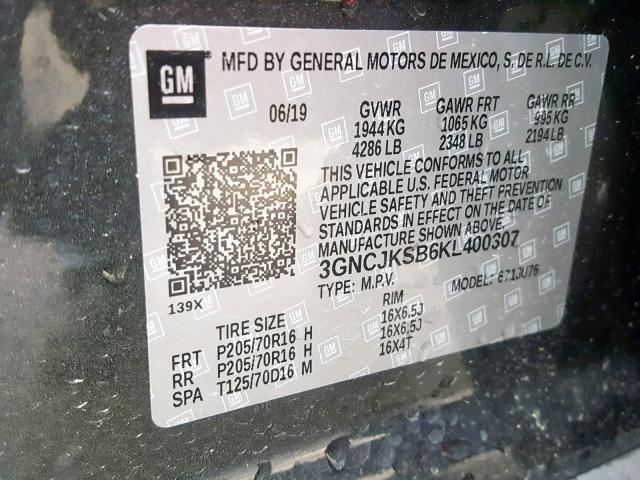 GM
MFD BY GENERAL MOTORS DE MEXICO, S. DE R.L. DE C.V.
06/19 GVWR GAWR FRT GAWR RR
1944 KG 1065 KG 995 KG
4286 LB 2348 LB 2194 LB
THIS VEHICLE CONFORMS TO ALL
APPLICABLE U.S. FEDERAL MOTOR
VEHICLE SAFETY AND THEFT PREVENTION
STANDARDS IN EFFECT ON THE DATE OF
MANUFACTURE SHOWN ABOVE.
3GNCJKSB6KL400307
TYPE: M.P.V. MODEL: 671JU76
139X
TIRE SIZE RIM
FRT P205/70R16 H 16X6,5J
RR P205/70R16 H 16X6,5J
SPA T125/70D16 M 16X4T